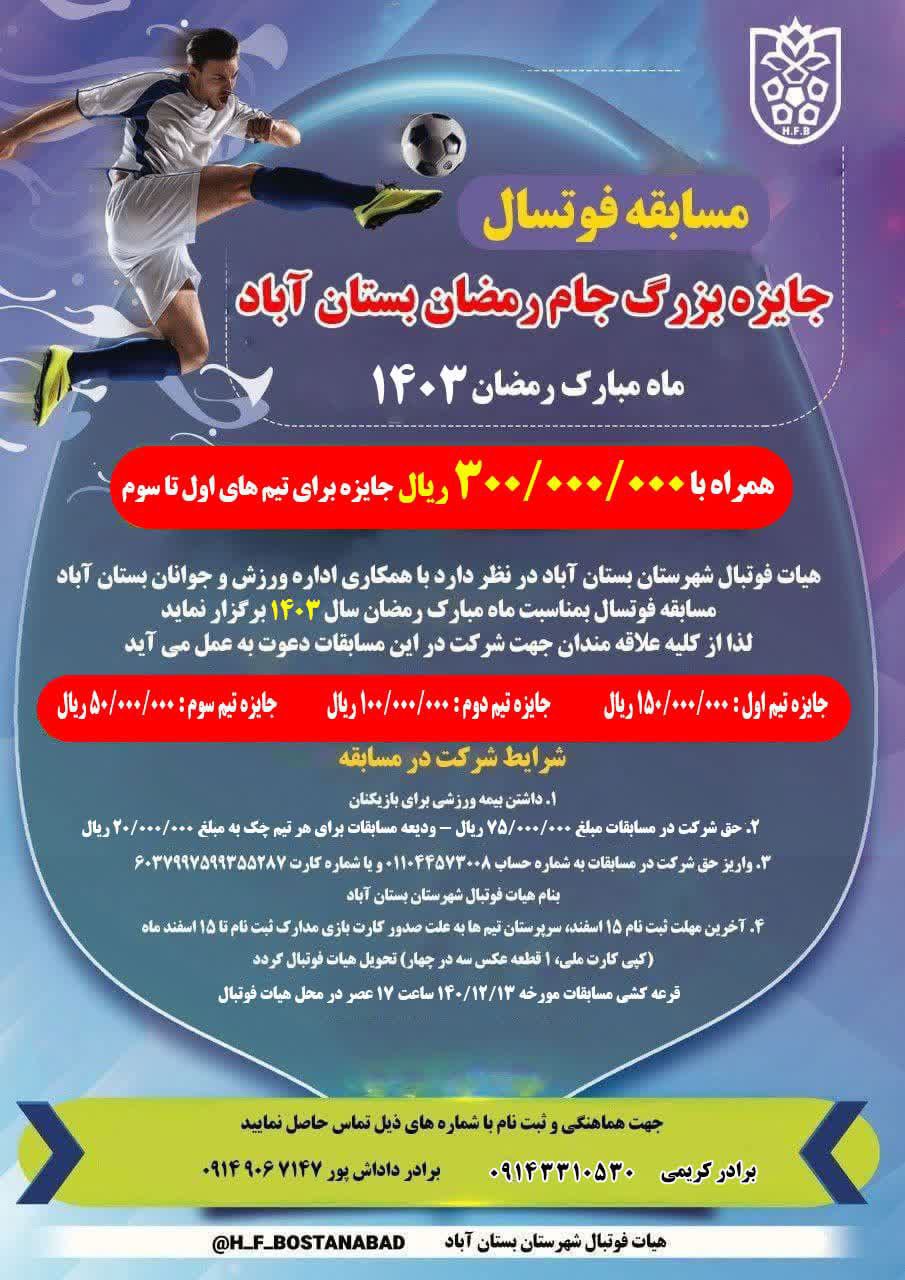 H.F.B
مسابقه فوتسال
جایزه بزرگ جام رمضان بستان آباد
ماه مبارک رمضان ۱۴۰۳
همراه با ۳۰۰/۰۰۰/۰۰۰ ریال جایزه برای تیم های اول تا سوم
هیات فوتبال شهرستان بستان آباد در نظر دارد با همکاری اداره ورزش و جوانان بستان آباد
مسابقه فوتسال بمناسبت ماه مبارک رمضان سال ۱۴۰۳ برگزار نماید
لذا از کلیه علاقه مندان جهت شرکت در این مسابقات دعوت به عمل می آید
جایزه تیم اول : ۱۵۰/۰۰۰/۰۰۰ ریال جایزه تیم دوم : ۱۰۰/۰۰۰/۰۰۰ ریال جایزه تیم سوم : ۵۰/۰۰۰/۰۰۰ ریال
شرایط شرکت در مسابقه
۱. داشتن بیمه ورزشی برای بازیکنان
۲. حق شرکت در مسابقات مبلغ ۷۵/۰۰۰/۰۰۰ ریال – ودیعه مسابقات برای هر تیم چک به مبلغ ۲۰/۰۰۰/۰۰۰ ریال
۳. واریز حق شرکت در مسابقات به شماره حساب ۰۱۱۰۴۴۵۷۳۰۰۸ و یا شماره کارت ۶۰۳۷۹۹۷۵۹۹۳۵۵۲۸۷
بنام هیات فوتبال شهرستان بستان آباد
۴. آخرین مهلت ثبت نام ۱۵ اسفند، سرپرستان تیم ها به علت صدور کارت بازی مدارک ثبت نام تا ۱۵ اسفند ماه
(کپی کارت ملی، ۱ قطعه عکس سه در چهار) تحویل هیات فوتبال گردد
قرعه کشی مسابقات مورخه ۱۴۰/۱۲/۱۳ ساعت ۱۷ عصر در محل هیات فوتبال
جهت هماهنگی و ثبت نام با شماره های ذیل تماس حاصل نمایید
برادر کریمی ۰۹۱۴۳۳۱۰۵۳۰ برادر داداش پور ۰۹۱۴ ۹۰۶ ۷۱۴۷
هیات فوتبال شهرستان بستان آباد @H_F_BOSTANABAD